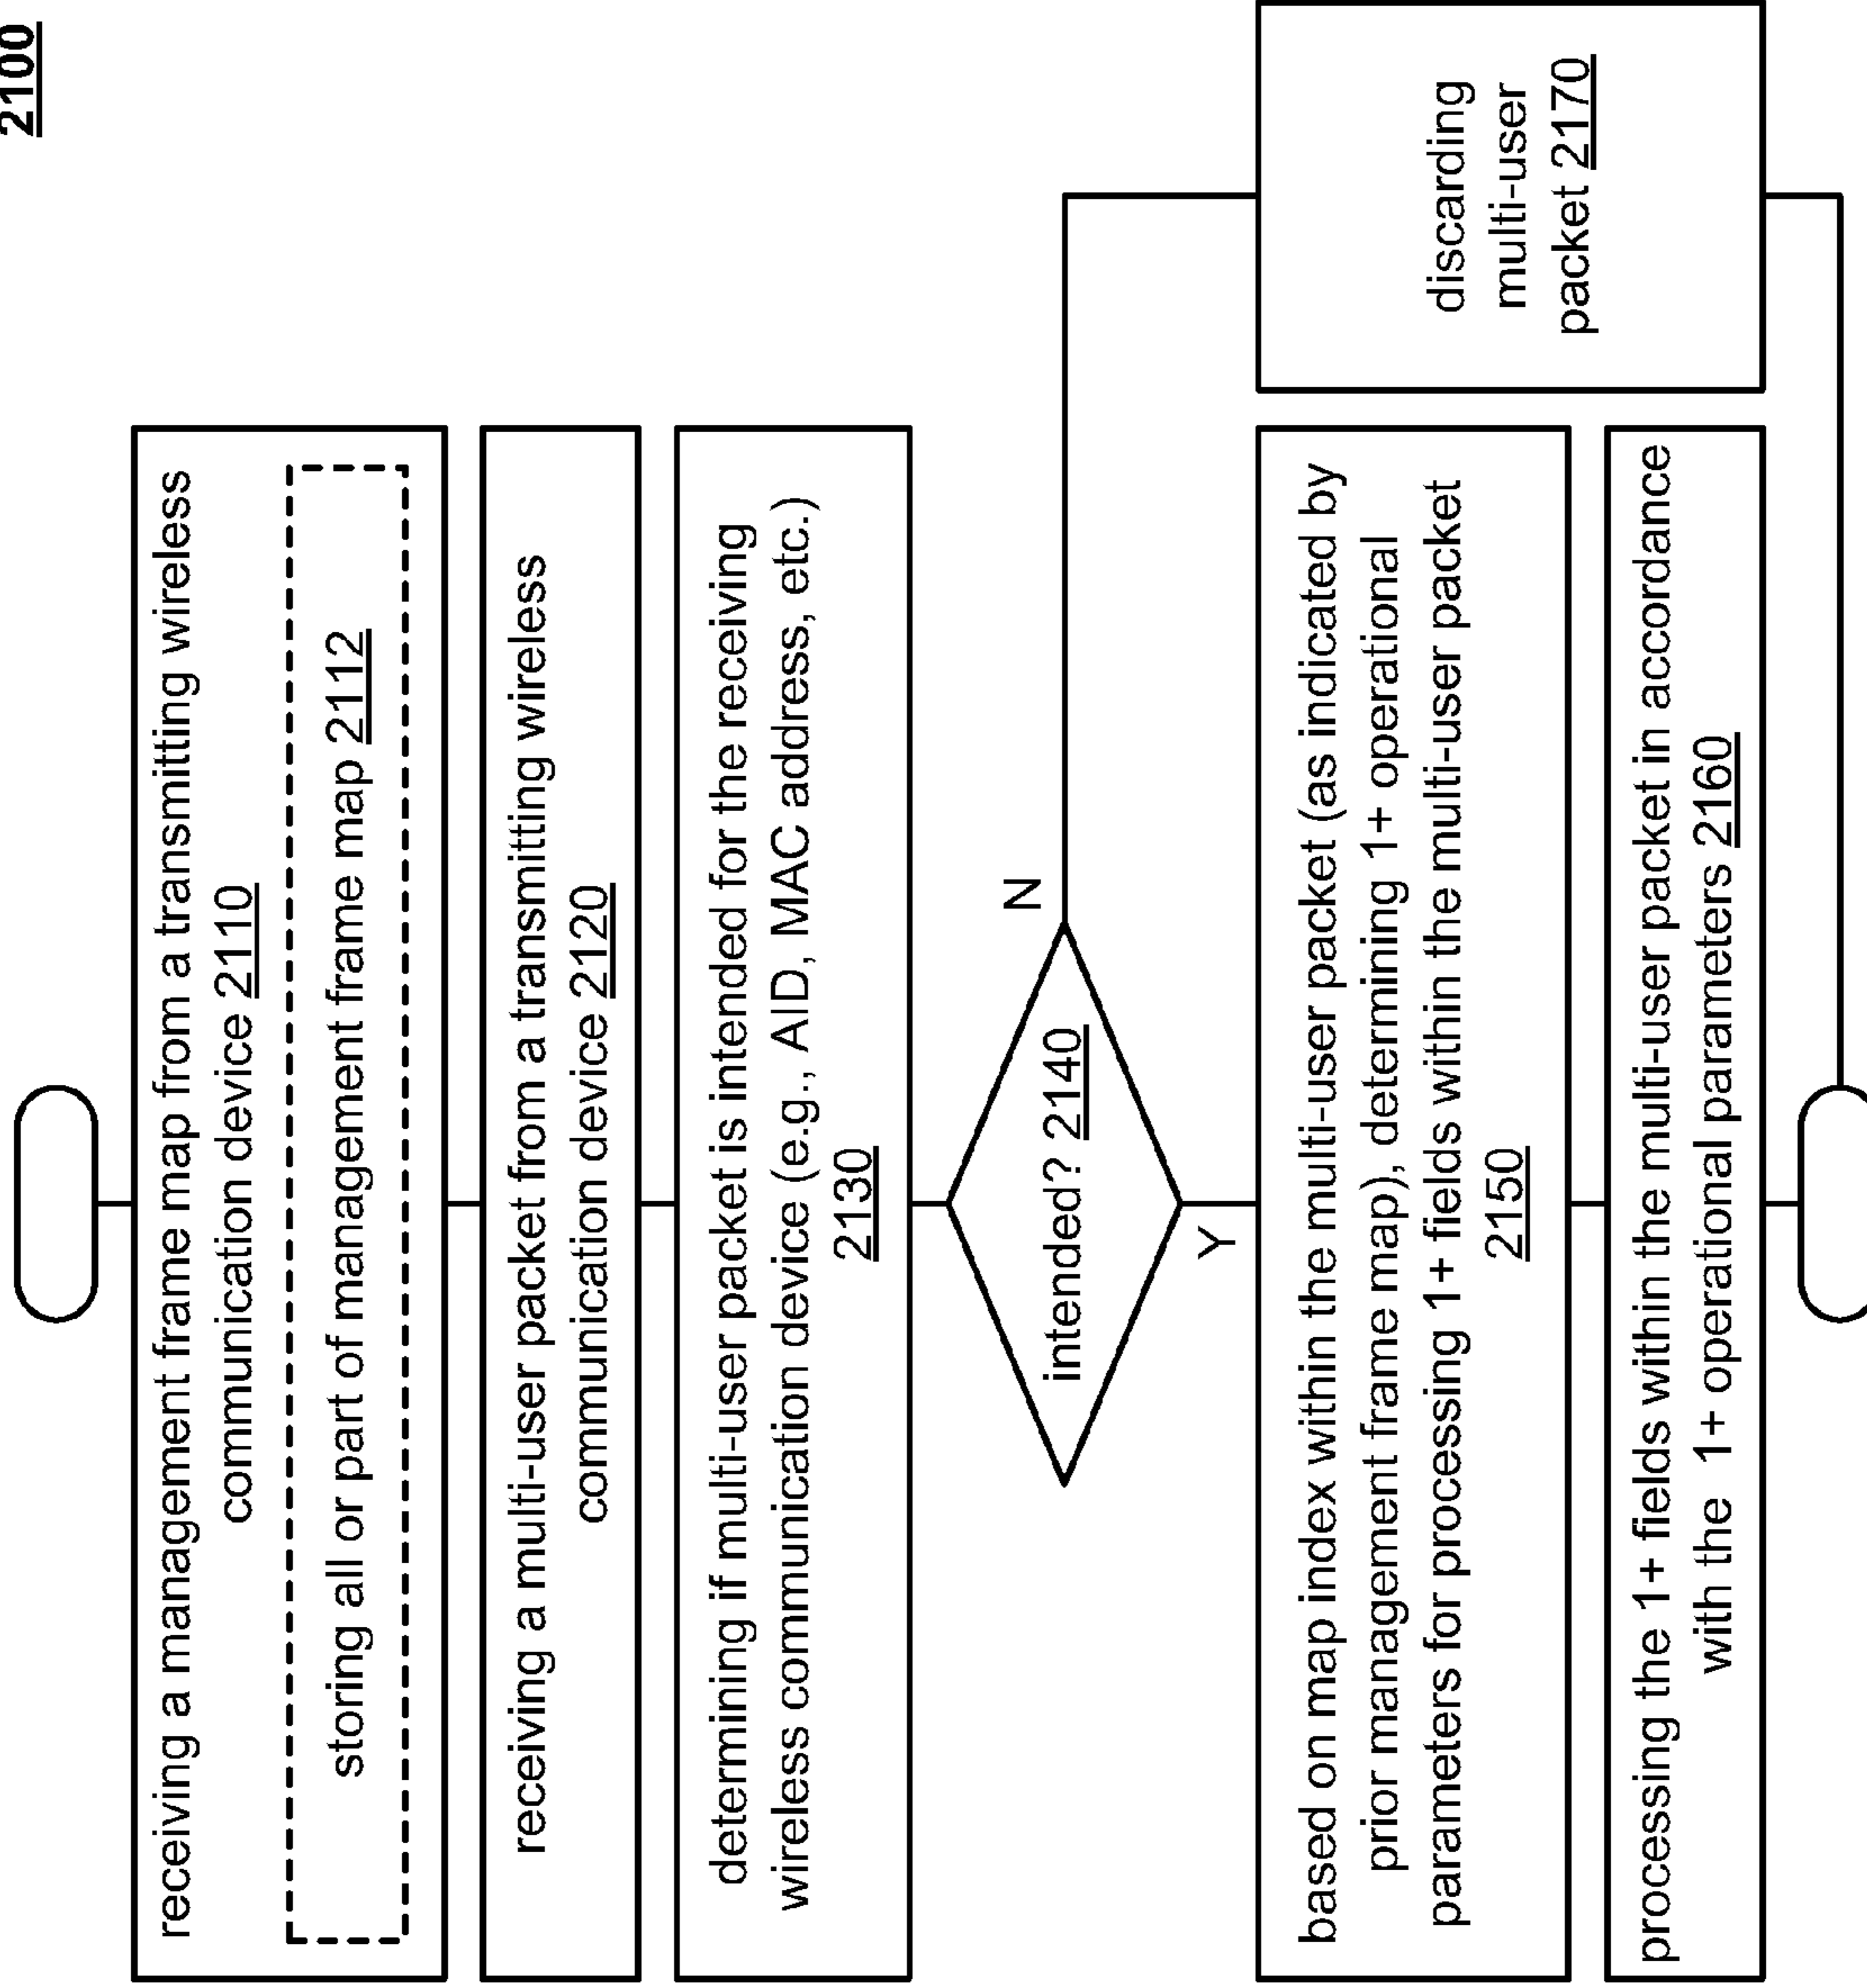 2100
receiving a management frame map from a transmitting wireless
communication device 2110
storing all or part of management frame map 2112
receiving a multi-user packet from a transmitting wireless
communication device 2120
determining if multi-user packet is intended for the receiving
wireless communication device (e.g., AID, MAC address, etc.)
2130
intended? 2140
N
Y
based on map index within the multi-user packet (as indicated by
prior management frame map), determining 1+ operational
parameters for processing 1+ fields within the multi-user packet
2150
processing the 1+ fields within the multi-user packet in accordance
with the 1+ operational parameters 2160
discarding
multi-user
packet 2170